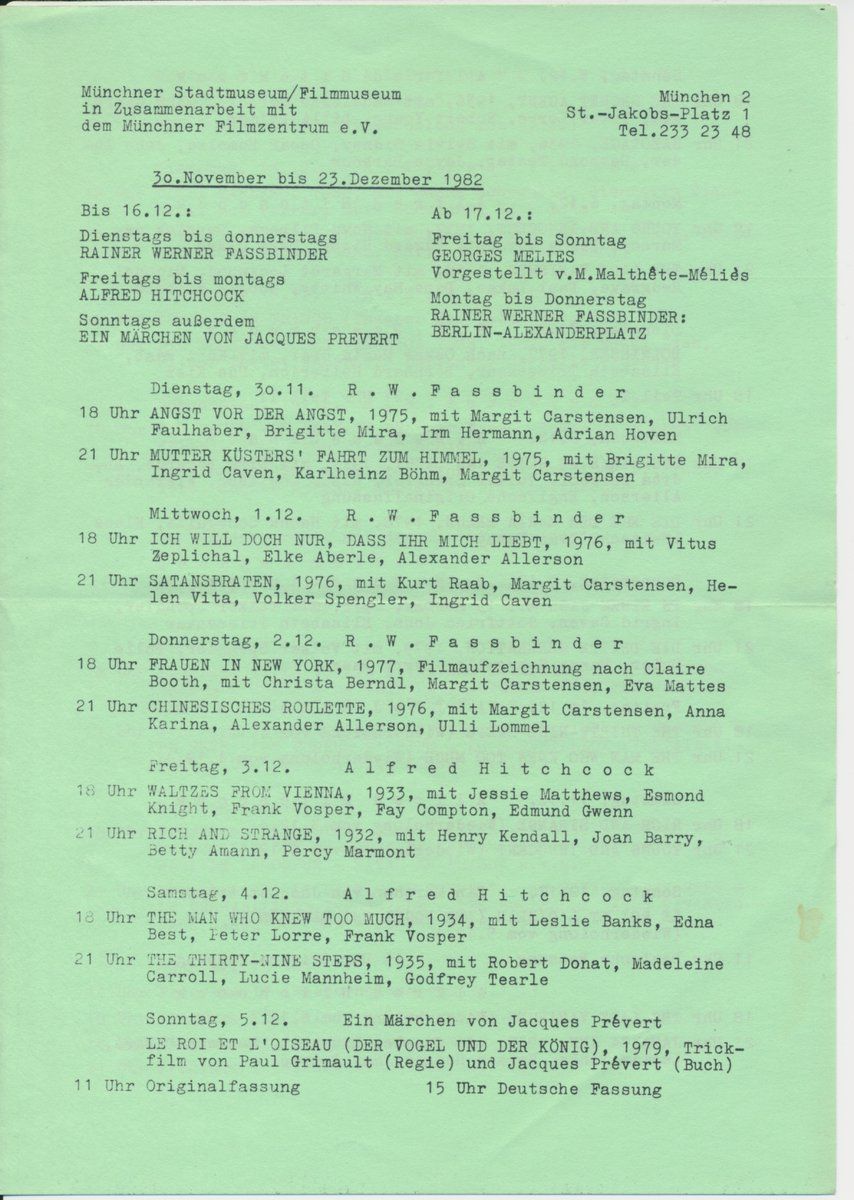 Münchner Stadtmuseum/Filmmuseum
in Zusammenarbeit mit
dem Münchner Filmzentrum e.V.
München 2
St.-Jakobs-Platz 1
Tel.233 23 48
3o.November bis 23.Dezember 1982
Bis 16.12.:
Dienstags bis donnerstags
RAINER WERNER FASSBINDER
Freitags bis montags
ALFRED HITCHCOCK
Sonntags außerdem
EIN MÄRCHEN VON JACQUES PREVERT
Ab 17.12.:
Freitag bis Sonntag
GEORGES MELIES
Vorgestellt v.M.Malthête-Méliès
Montag bis Donnerstag
RAINER WERNER FASSBINDER:
BERLIN-ALEXANDERPLATZ
Dienstag, 3o.11. R . W . F a s s b i n d e r
18 Uhr ANGST VOR DER ANGST, 1975, mit Margit Carstensen, Ulrich
Faulhaber, Brigitte Mira, Irm Hermann, Adrian Hoven
21 Uhr MUTTER KÜSTERS' FAHRT ZUM HIMMEL, 1975, mit Brigitte Mira,
Ingrid Caven, Karlheinz Böhm, Margit Carstensen
Mittwoch, 1.12. R . W . F a s s b i n d e r
18 Uhr ICH WILL DOCH NUR, DASS IHR MICH LIEBT, 1976, mit Vitus
Zeplichal, Elke Aberle, Alexander Allerson
21 Uhr SATANSBRATEN, 1976, mit Kurt Raab, Margit Carstensen, He-
len Vita, Volker Spengler, Ingrid Caven
Donnerstag, 2.12. R . W . F a s s b i n d e r
18 Uhr FRAUEN IN NEW YORK, 1977, Filmaufzeichnung nach Claire
Booth, mit Christa Berndl, Margit Carstensen, Eva Mattes
21 Uhr CHINESISCHES ROULETTE, 1976, mit Margit Carstensen, Anna
Karina, Alexander Allerson, Ulli Lommel
Freitag, 3.12. A l f r e d H i t c h c o c k
18 Uhr WALTZES FROM VIENNA, 1933, mit Jessie Matthews, Esmond
Knight, Frank Vosper, Fay Compton, Edmund Gwenn
21 Uhr RICH AND STRANGE, 1932, mit Henry Kendall, Joan Barry,
Betty Amann, Percy Marmont
Samstag, 4.12. A l f r e d H i t c h c o c k
18 Uhr THE MAN WHO KNEW TOO MUCH, 1934, mit Leslie Banks, Edna
Best, Peter Lorre, Frank Vosper
21 Uhr THE THIRTY-NINE STEPS, 1935, mit Robert Donat, Madeleine
Carroll, Lucie Mannheim, Godfrey Tearle
Sonntag, 5.12. Ein Märchen von Jacques Prévert
LE ROI ET L'OISEAU (DER VOGEL UND DER KÖNIG), 1979, Trick-
film von Paul Grimault (Regie) und Jacques Prévert (Buch)
11 Uhr Originalfassung 15 Uhr Deutsche Fassung